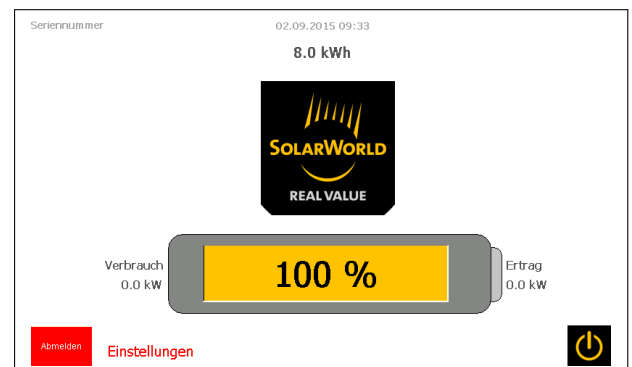 Seriennummer
02.09.2015 09:33
8.0 kWh
SOLARWORLD
REAL VALUE
Verbrauch
0.0 kW
100 %
Ertrag
0.0 kW
Abmelden
Einstellungen